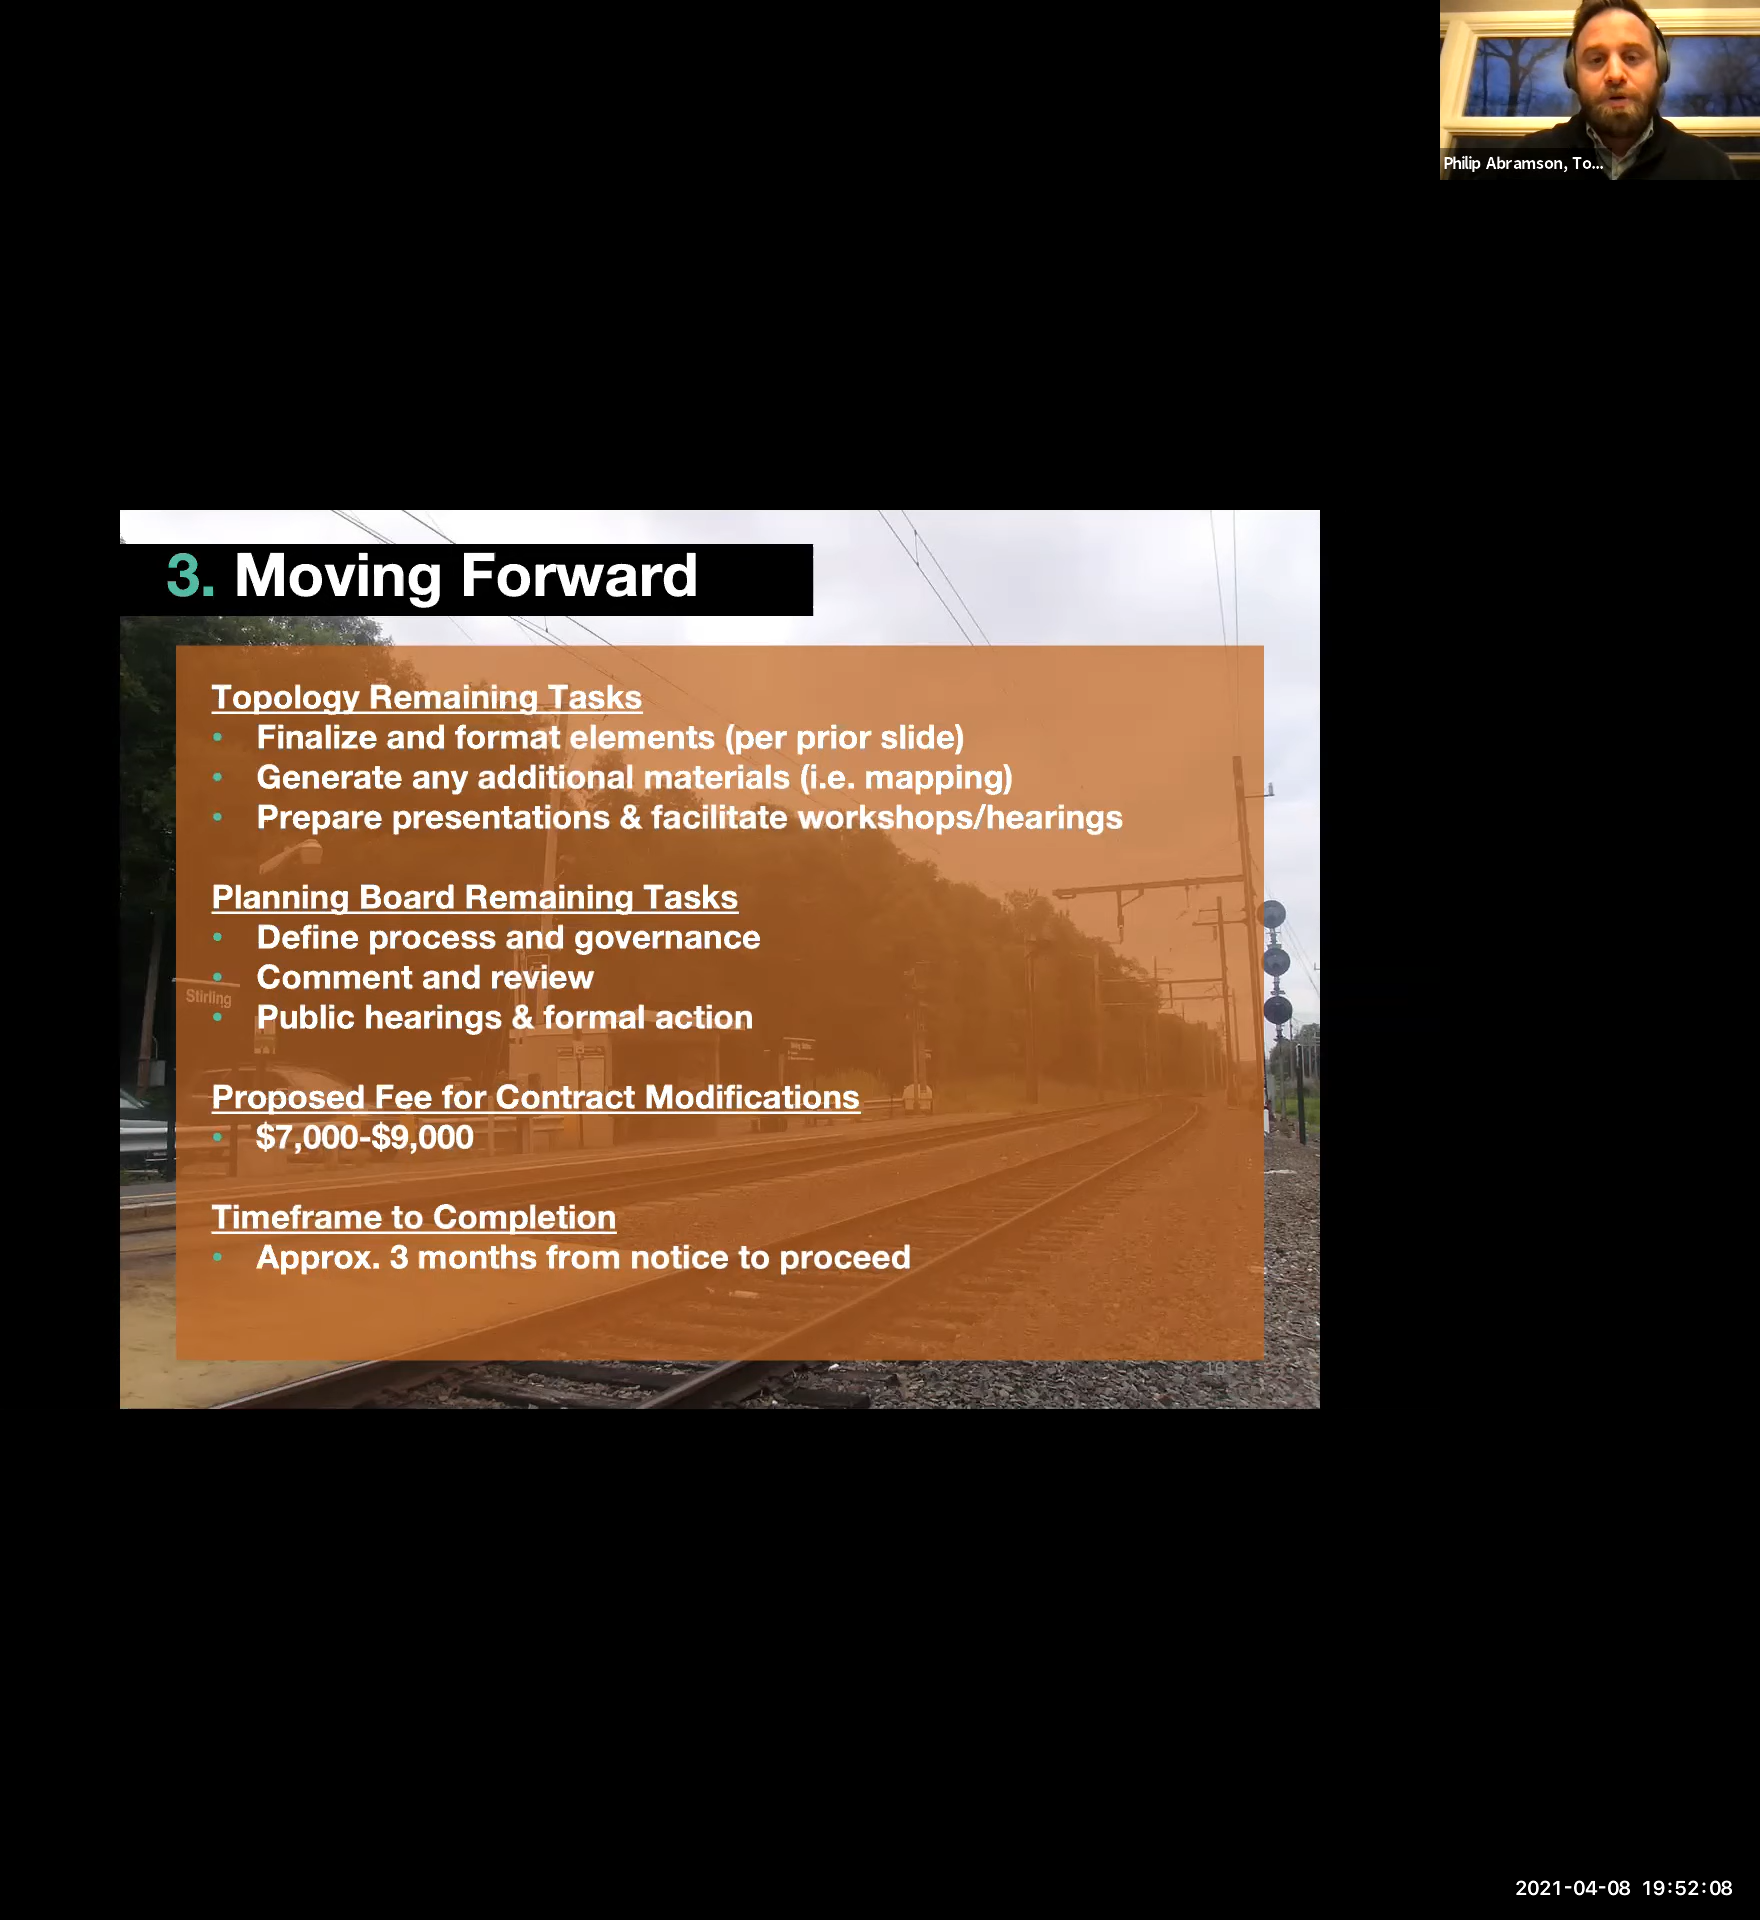 Philip Abramson, To...
3. Moving Forward
Topology Remaining Tasks
• Finalize and format elements (per prior slide)
• Generate any additional materials (i.e. mapping)
• Prepare presentations & facilitate workshops/hearings
Planning Board Remaining Tasks
• Define process and governance
• Comment and review
• Public hearings & formal action
Stirling
Proposed Fee for Contract Modifications
• $7,000-$9,000
Timeframe to Completion
• Approx. 3 months from notice to proceed
2021-04-08 19:52:08